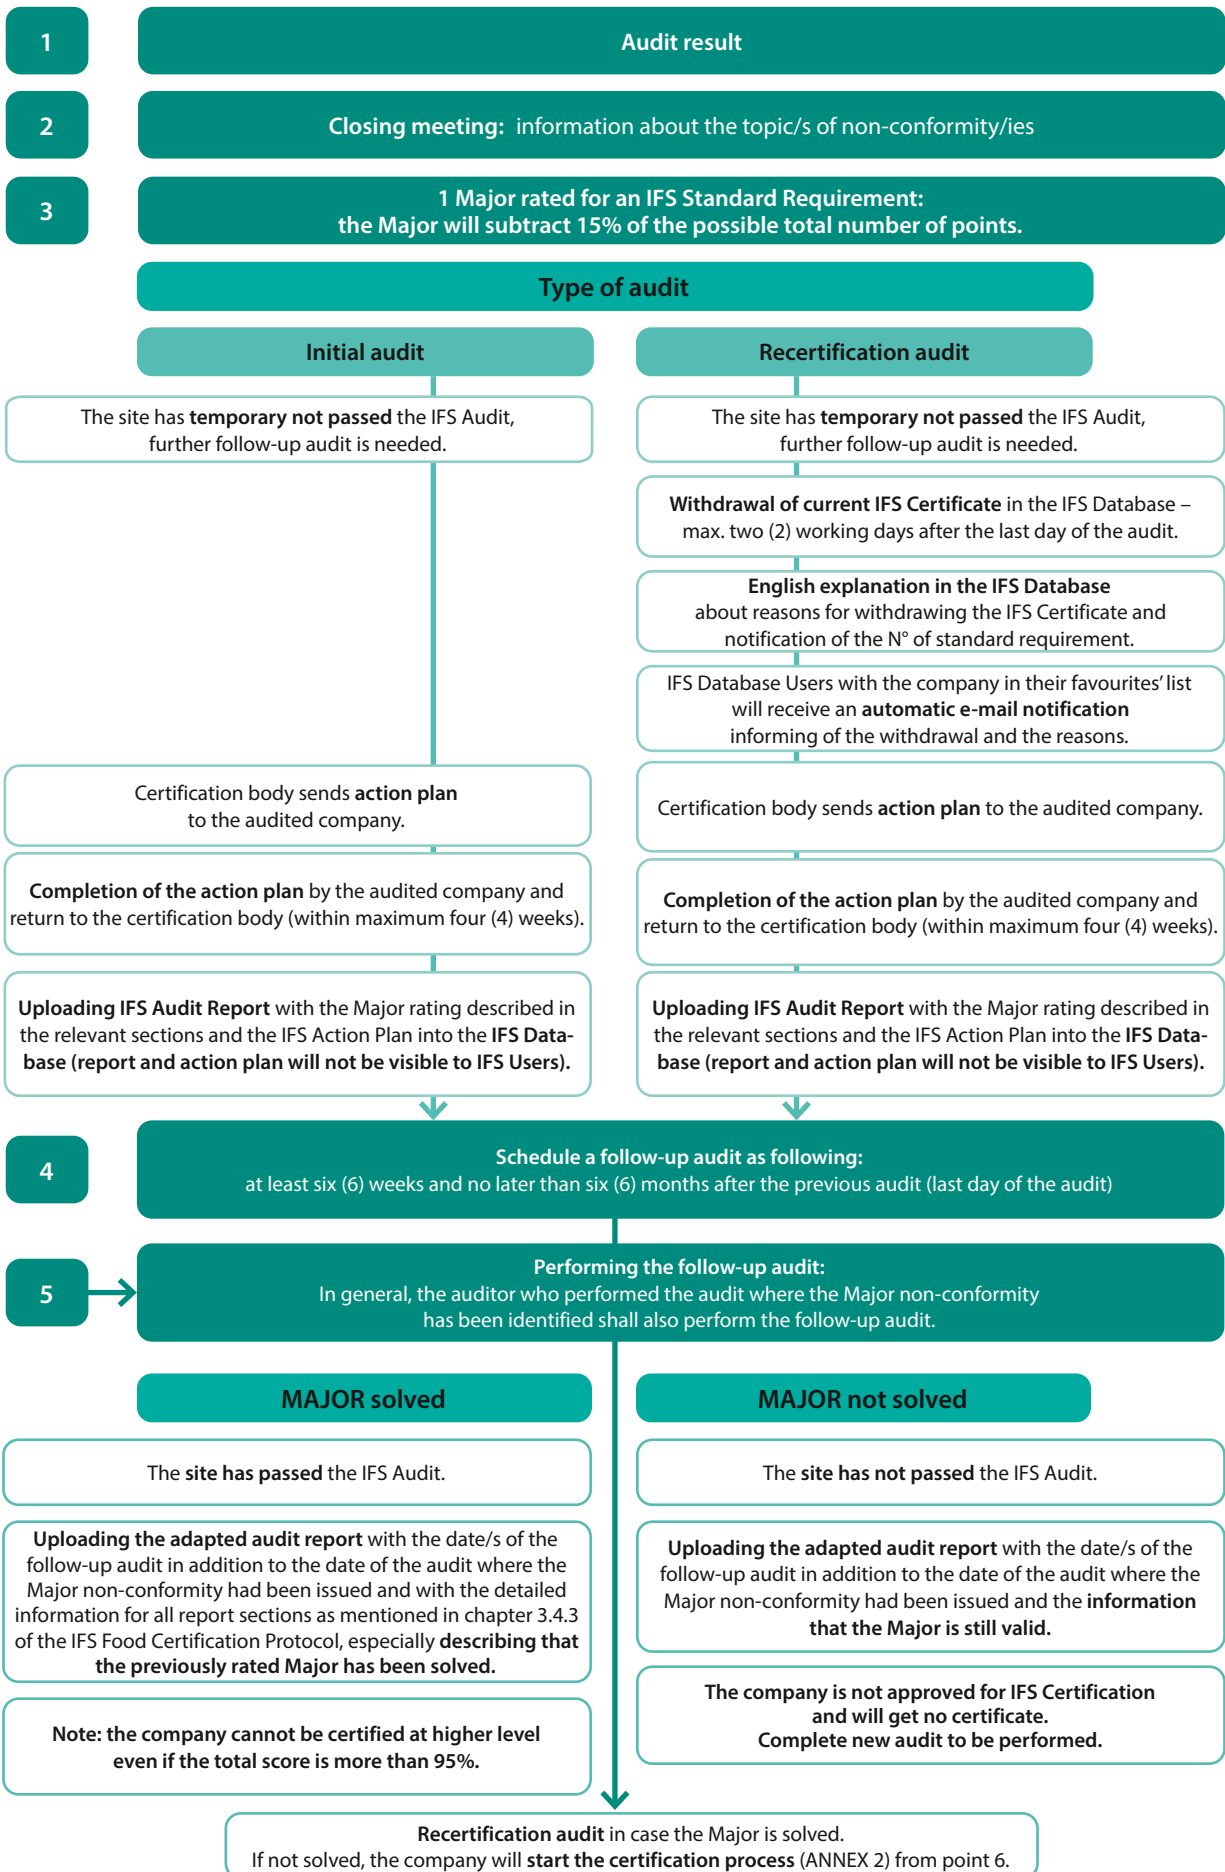 1
Audit result
2
Closing meeting: information about the topic/s of non-conformity/ies
3
1 Major rated for an IFS Standard Requirement:
the Major will subtract 15% of the possible total number of points.
Type of audit
Initial audit
The site has temporary not passed the IFS Audit,
further follow-up audit is needed.
Certification body sends action plan
to the audited company.
Completion of the action plan by the audited company and
return to the certification body (within maximum four (4) weeks).
Uploading IFS Audit Report with the Major rating described in
the relevant sections and the IFS Action Plan into the IFS Data-
base (report and action plan will not be visible to IFS Users).
Recertification audit
The site has temporary not passed the IFS Audit,
further follow-up audit is needed.
Withdrawal of current IFS Certificate in the IFS Database –
max. two (2) working days after the last day of the audit.
English explanation in the IFS Database
about reasons for withdrawing the IFS Certificate and
notification of the N° of standard requirement.
IFS Database Users with the company in their favourites’ list
will receive an automatic e-mail notification
informing of the withdrawal and the reasons.
Certification body sends action plan to the audited company.
Completion of the action plan by the audited company and
return to the certification body (within maximum four (4) weeks).
Uploading IFS Audit Report with the Major rating described in
the relevant sections and the IFS Action Plan into the IFS Data-
base (report and action plan will not be visible to IFS Users).
4
Schedule a follow-up audit as following:
at least six (6) weeks and no later than six (6) months after the previous audit (last day of the audit)
5
Performing the follow-up audit:
In general, the auditor who performed the audit where the Major non-conformity
has been identified shall also perform the follow-up audit.
MAJOR solved
The site has passed the IFS Audit.
Uploading the adapted audit report with the date/s of the
follow-up audit in addition to the date of the audit where the
Major non-conformity had been issued and with the detailed
information for all report sections as mentioned in chapter 3.4.3
of the IFS Food Certification Protocol, especially describing that
the previously rated Major has been solved.
Note: the company cannot be certified at higher level
even if the total score is more than 95%.
MAJOR not solved
The site has not passed the IFS Audit.
Uploading the adapted audit report with the date/s of the
follow-up audit in addition to the date of the audit where the
Major non-conformity had been issued and the information
that the Major is still valid.
The company is not approved for IFS Certification
and will get no certificate.
Complete new audit to be performed.
Recertification audit in case the Major is solved.
If not solved, the company will start the certification process (ANNEX 2) from point 6.